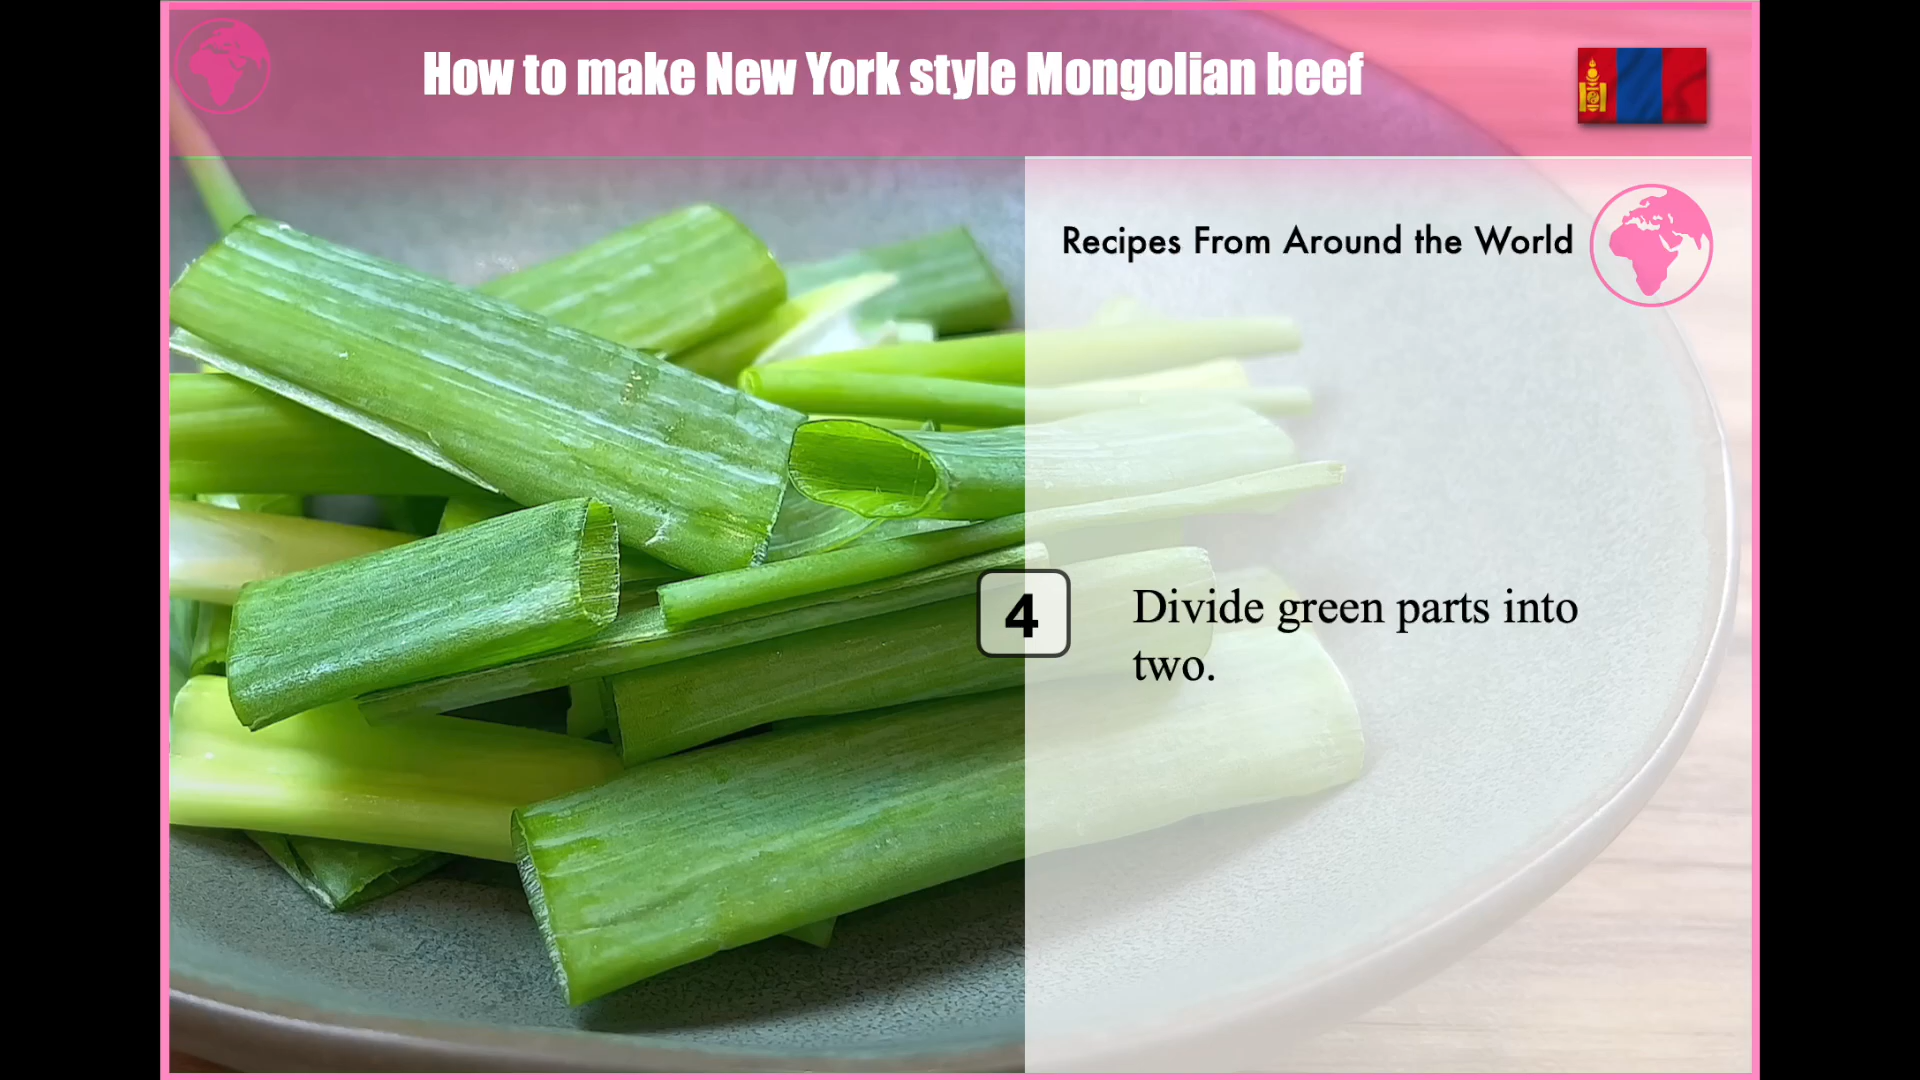 How to make New York style Mongolian beef
Recipes From Around the World
4
Divide green parts into
two.